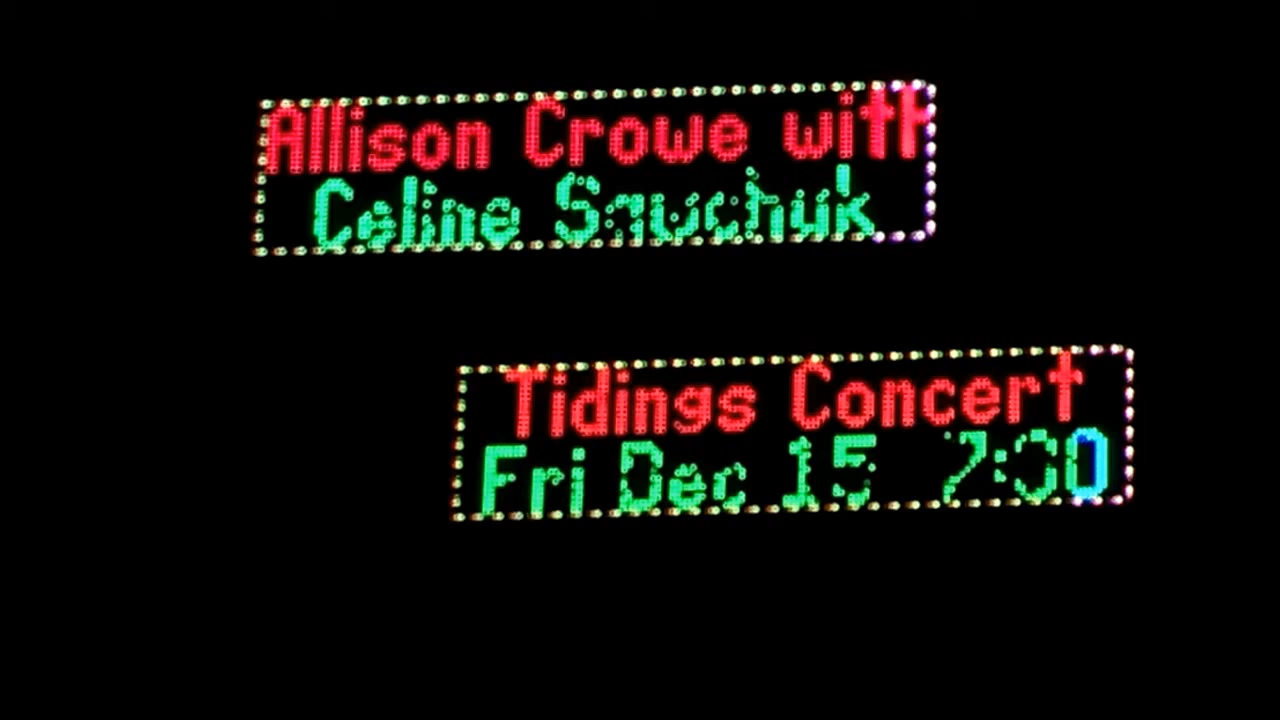 Allison Crowe with
Celine Sawchuk
Tidings Concert
Fri Dec 15 7:00